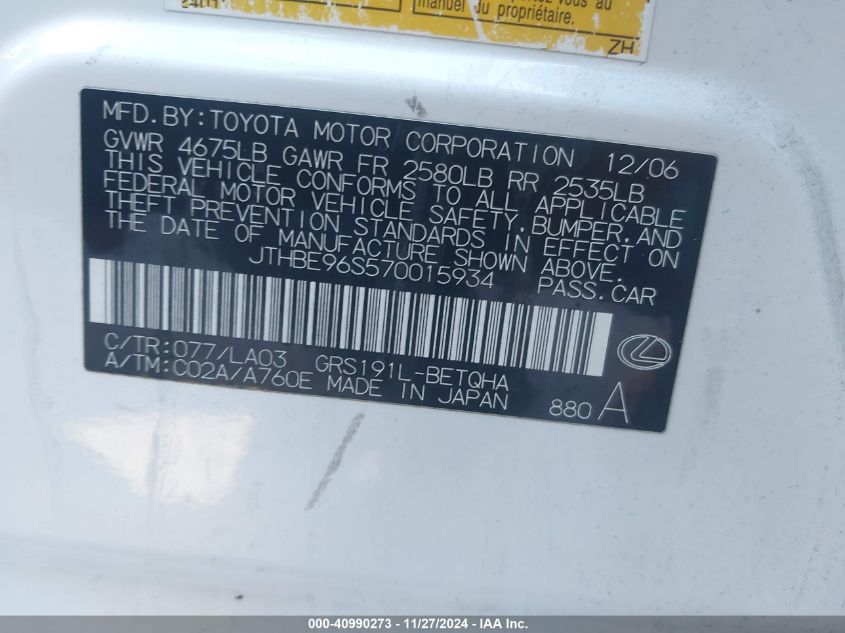 manuel du propriétaire.
ZH
MFD.BY:TOYOTA MOTOR CORPORATION 12/06
GVWR 4675LB GAWR FR 2580LB RR 2535LB
THIS VEHICLE CONFORMS TO ALL APPLICABLE
FEDERAL MOTOR VEHICLE SAFETY,BUMPER,AND
THEFT PREVENTION STANDARDS IN EFFECT ON
THE DATE OF MANUFACTURE SHOWN ABOVE.
JTHBE96S570015934 PASS.CAR
C/TR:077/LA03 GRS191L-BETQHA
A/TM:C02A/A760E MADE IN JAPAN 880 A
000-40990273 - 11/27/2024 - IAA Inc.